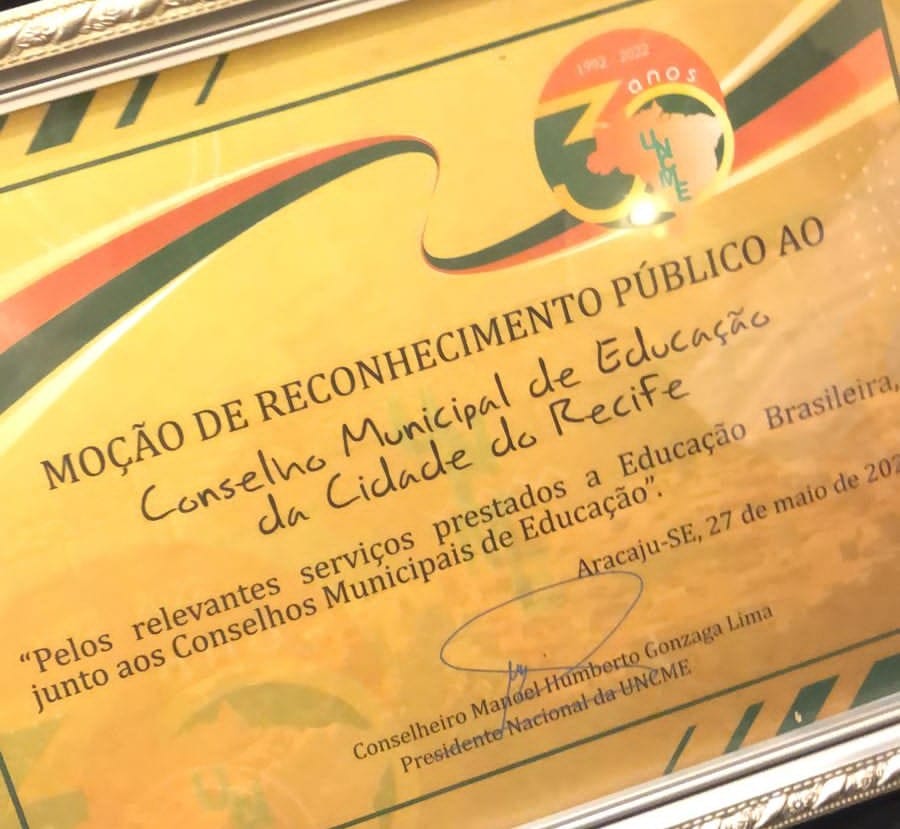 1992 - 2022
30 anos
UNCME
MOÇÃO DE RECONHECIMENTO PÚBLICO AO
Conselho Municipal de Educação
da Cidade do Recife
“Pelos relevantes serviços prestados a Educação Brasileira,
junto aos Conselhos Municipais de Educação”.
Aracaju-SE, 27 de maio de 202
Conselheiro Manoel Humberto Gonzaga Lima
Presidente Nacional da UNCME